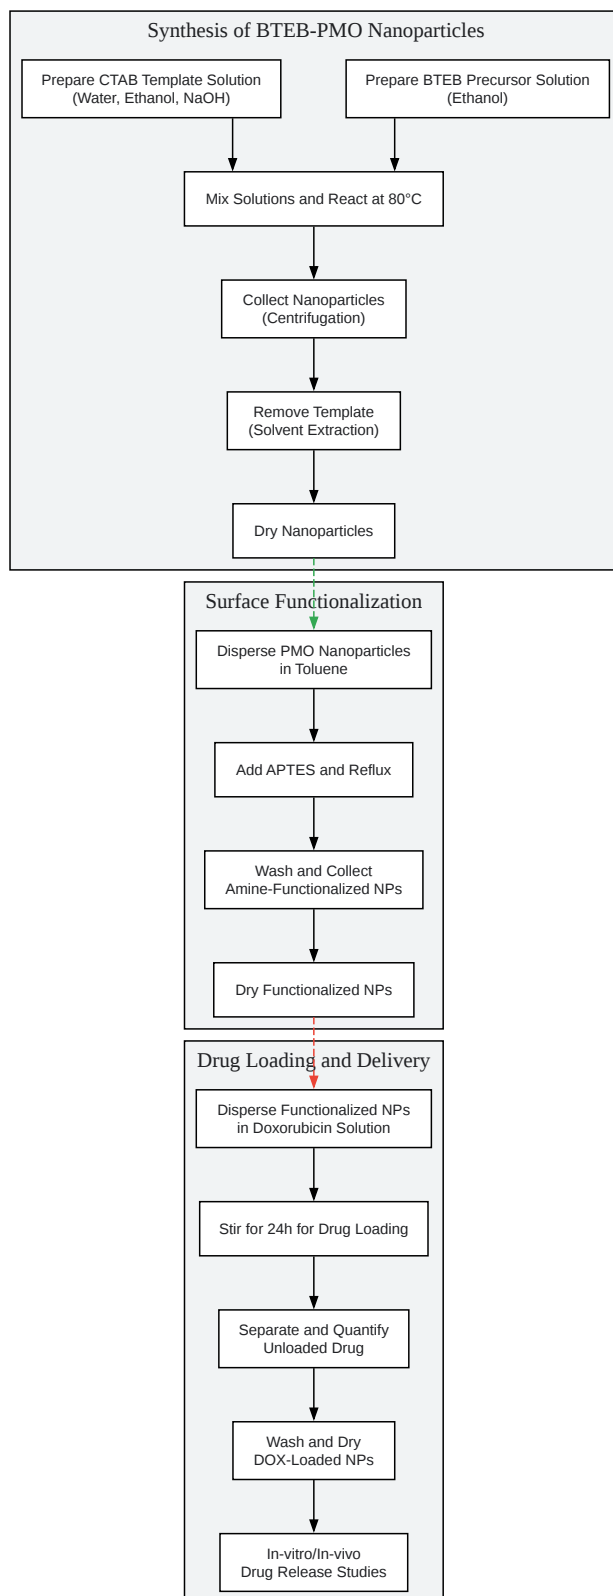 Synthesis of BTEB-PMO Nanoparticles
Prepare CTAB Template Solution
(Water, Ethanol, NaOH)
Prepare BTEB Precursor Solution
(Ethanol)
Mix Solutions and React at 80°C
Collect Nanoparticles
(Centrifugation)
Remove Template
(Solvent Extraction)
Dry Nanoparticles
Surface Functionalization
Disperse PMO Nanoparticles
in Toluene
Add APTES and Reflux
Wash and Collect
Amine-Functionalized NPs
Dry Functionalized NPs
Drug Loading and Delivery
Disperse Functionalized NPs
in Doxorubicin Solution
Stir for 24h for Drug Loading
Separate and Quantify
Unloaded Drug
Wash and Dry
DOX-Loaded NPs
In-vitro/In-vivo
Drug Release Studies